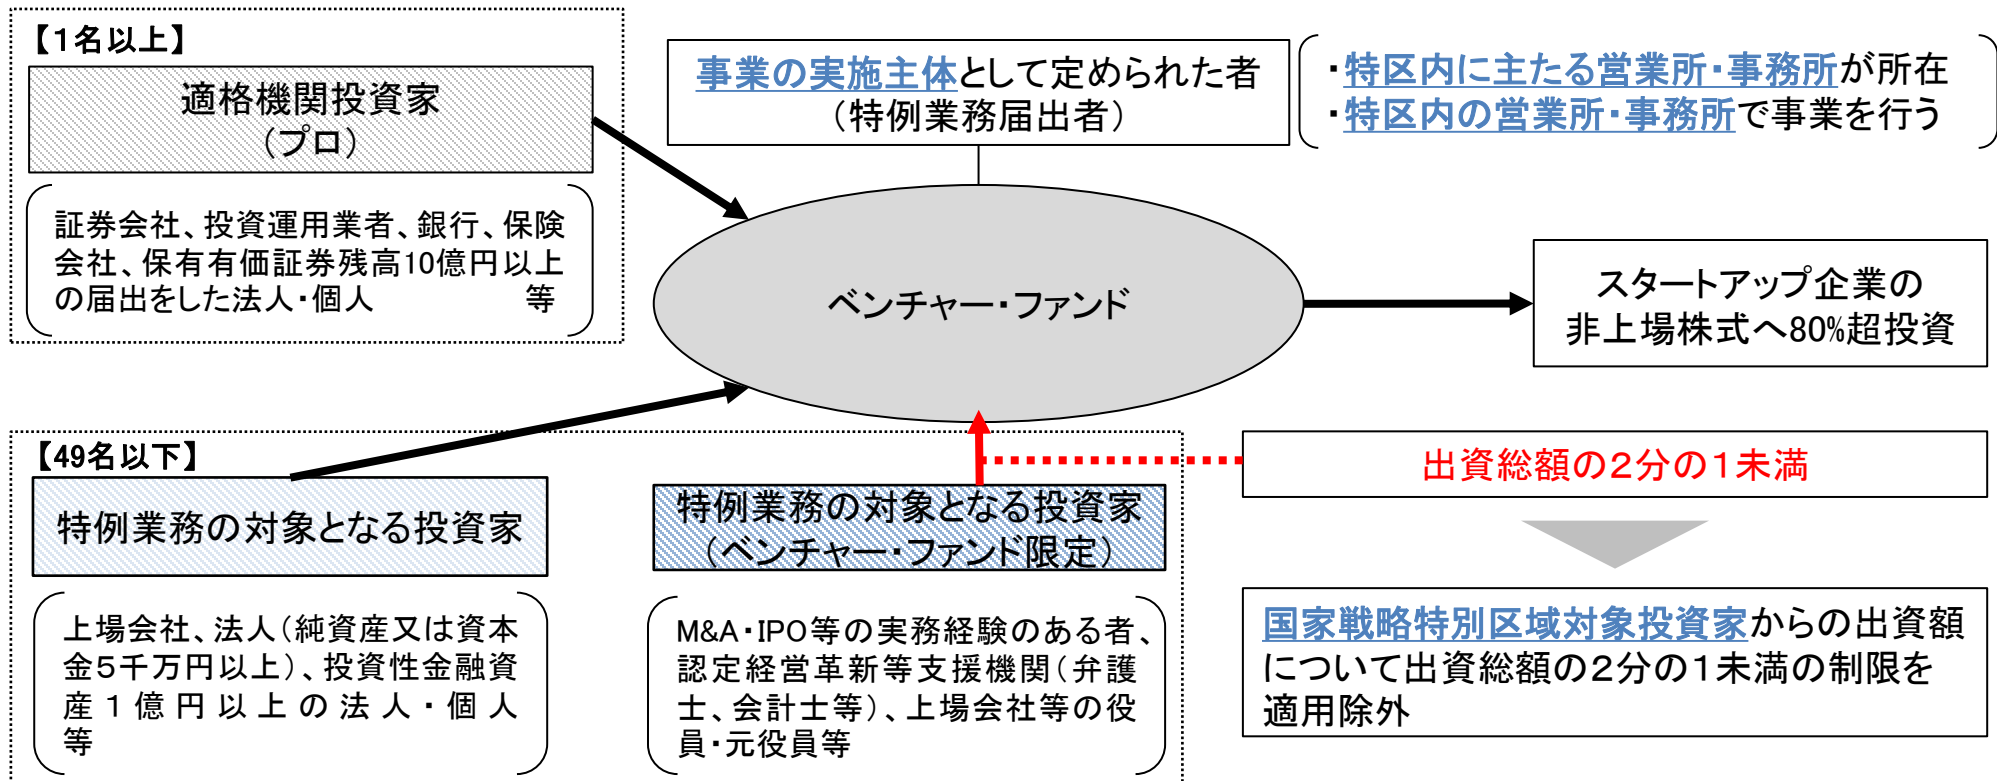 【１名以上】
適格機関投資家
（プロ）
証券会社、投資運用業者、銀行、保険
会社、保有有価証券残高10億円以上
の届出をした法人・個人　　　　　等
事業の実施主体として定められた者
（特例業務届出者）
・特区内に主たる営業所・事務所が所在
・特区内の営業所・事務所で事業を行う
ベンチャー・ファンド
スタートアップ企業の
非上場株式へ80%超投資
【49名以下】
特例業務の対象となる投資家
上場会社、法人（純資産又は資本
金５千万円以上）、投資性金融資
産１億円以上の法人・個人
等
特例業務の対象となる投資家
（ベンチャー・ファンド限定）
M&A・IPO等の実務経験のある者、
認定経営革新等支援機関（弁護
士、会計士等）、上場会社等の役
員・元役員等
出資総額の２分の１未満
国家戦略特別区域対象投資家からの出資額
について出資総額の２分の１未満の制限を
適用除外